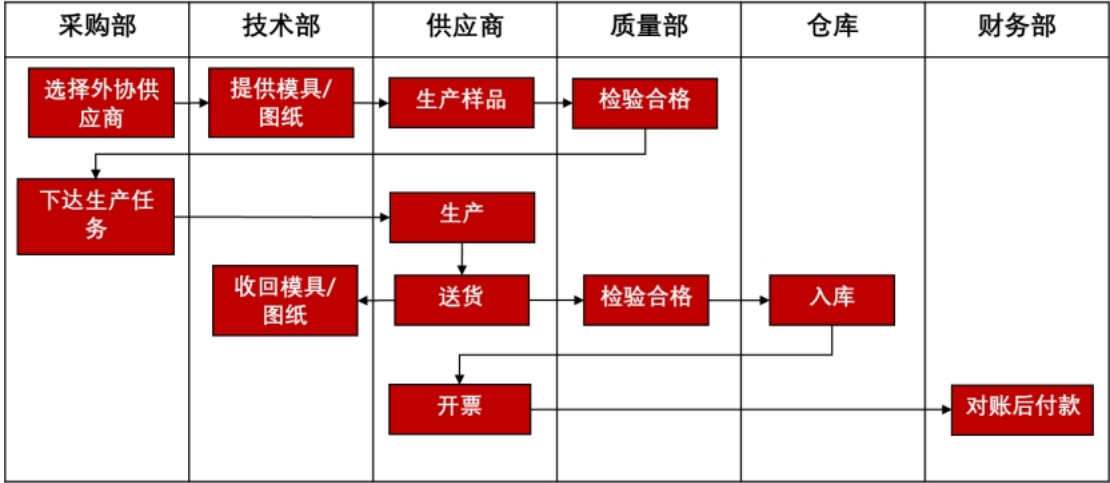 采购部
技术部
供应商
质量部
仓库
财务部
选择外协供
应商
提供模具/
图纸
生产样品
检验合格
下达生产任
务
生产
收回模具/
图纸
送货
检验合格
入库
开票
对账后付款